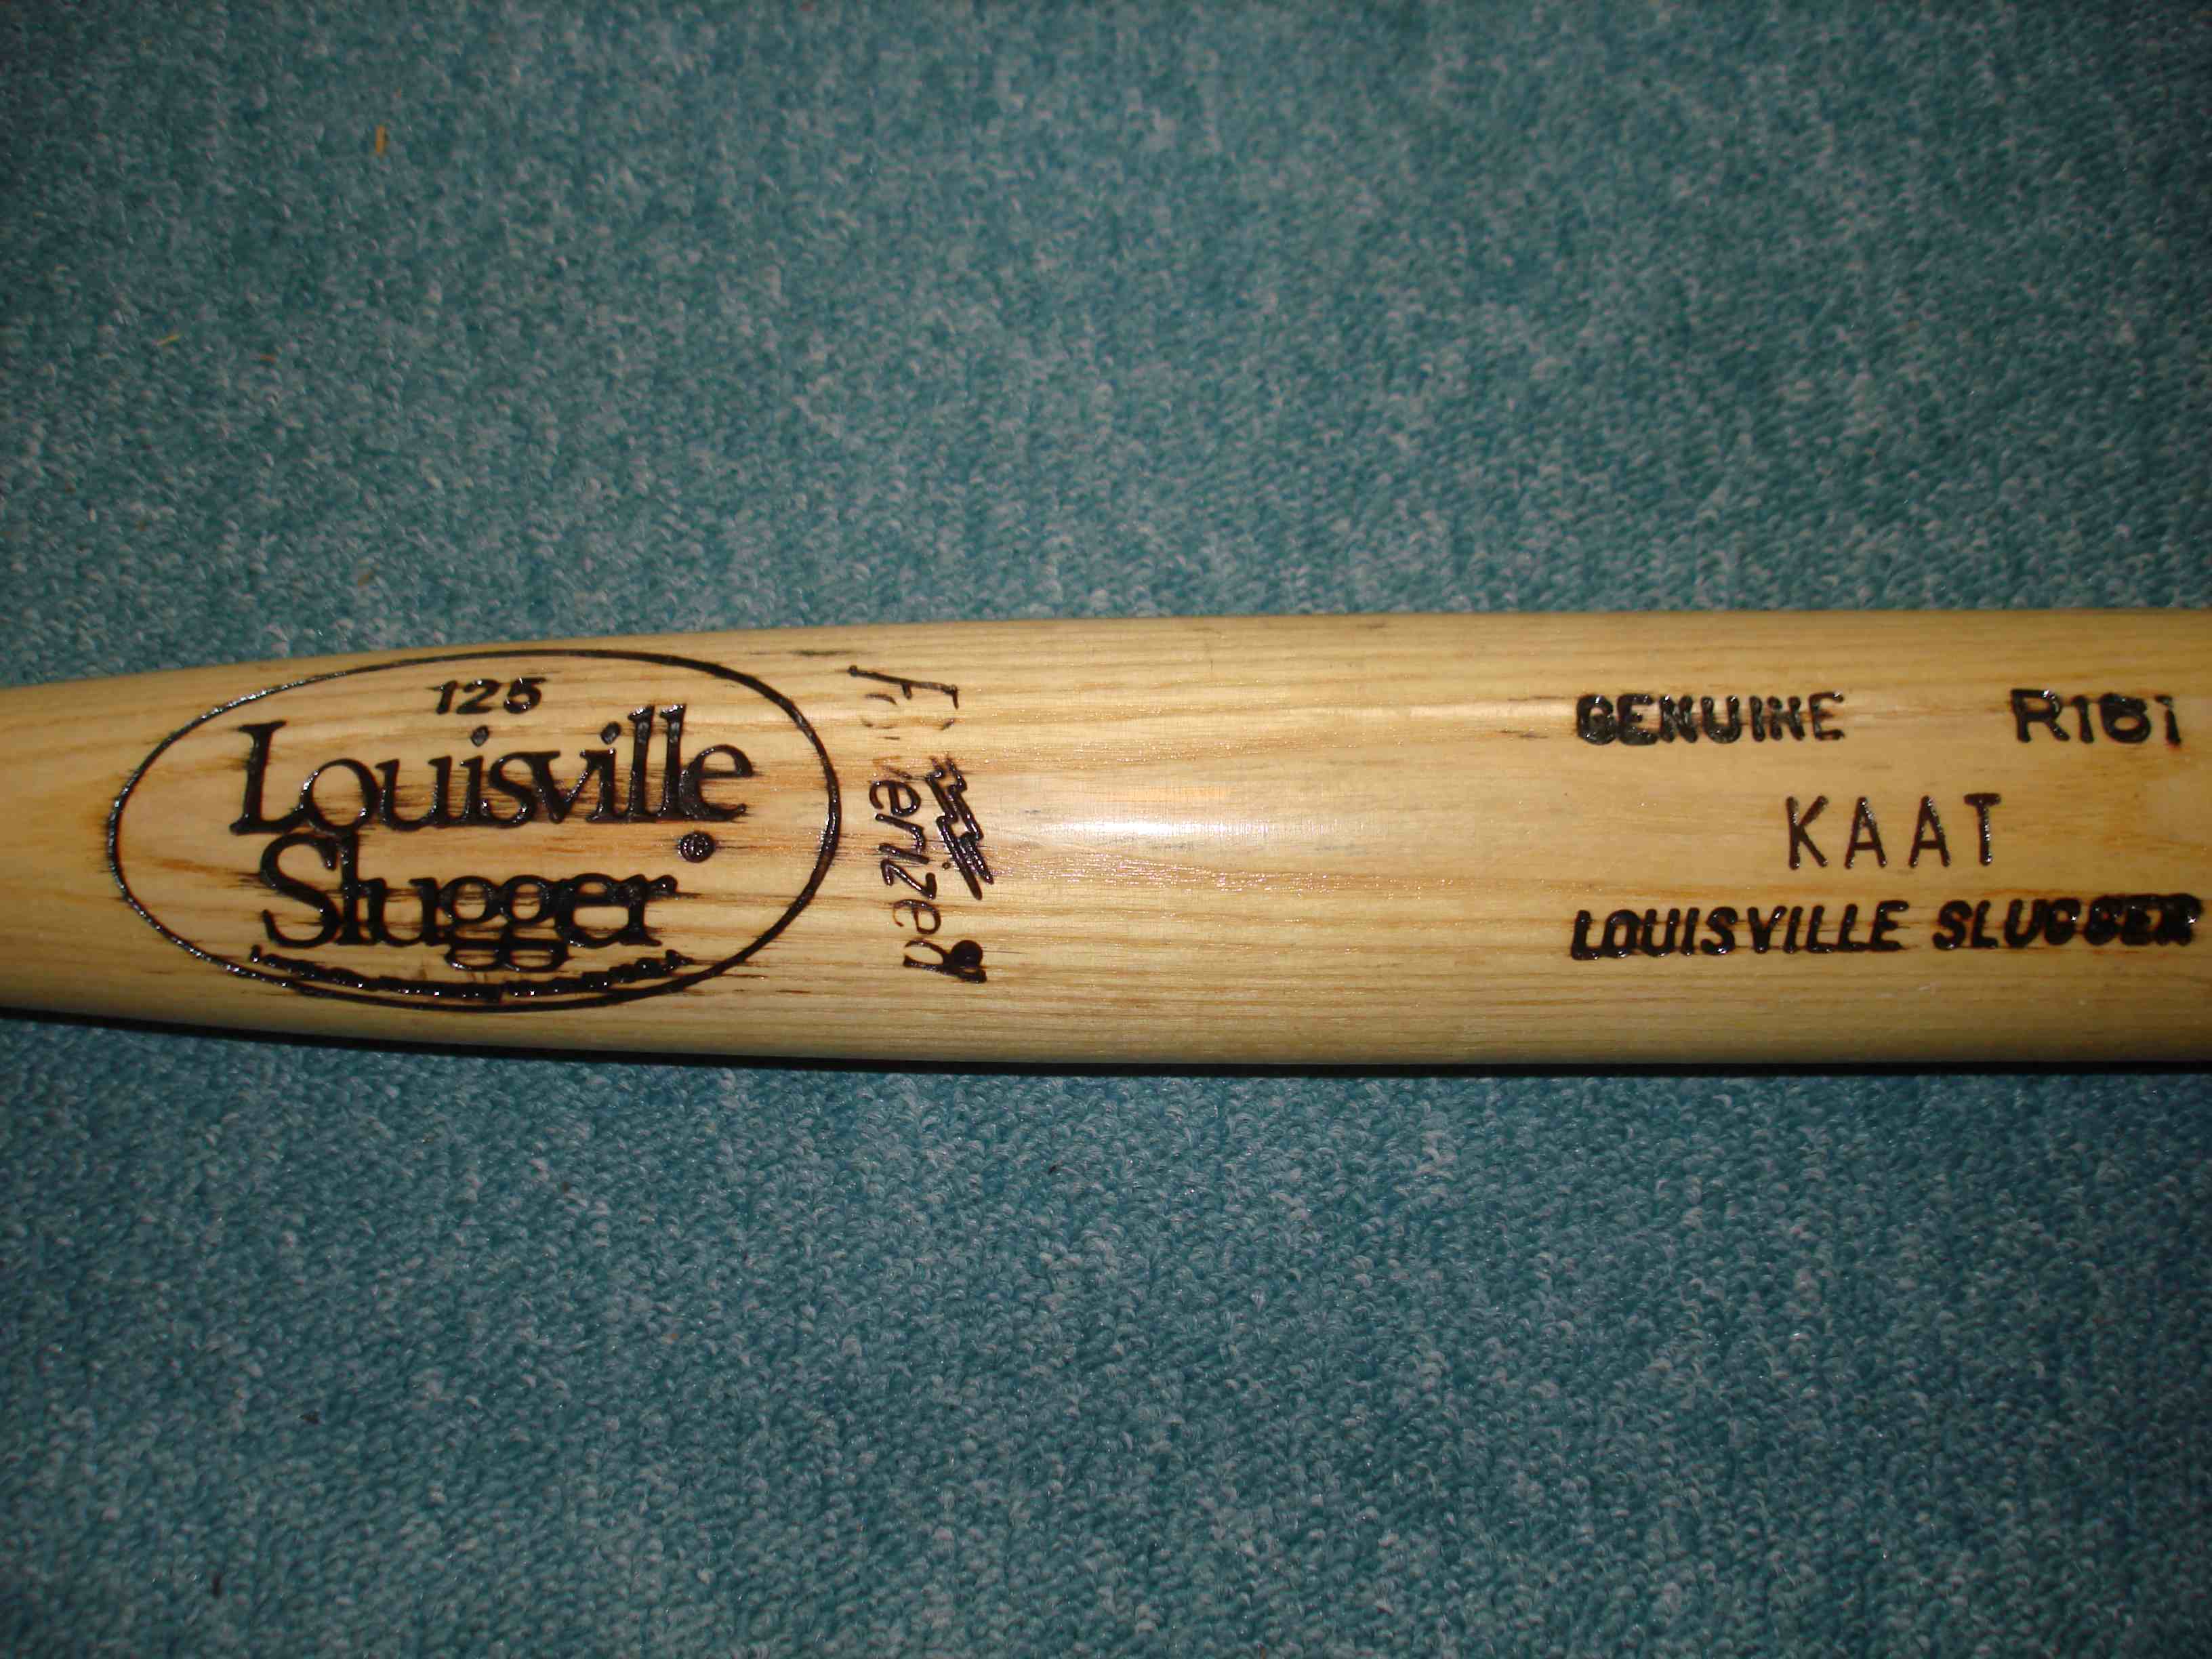 125
Louisville
Slugger
Powerized
GENUINE R161
KAAT
LOUISVILLE SLUGGER